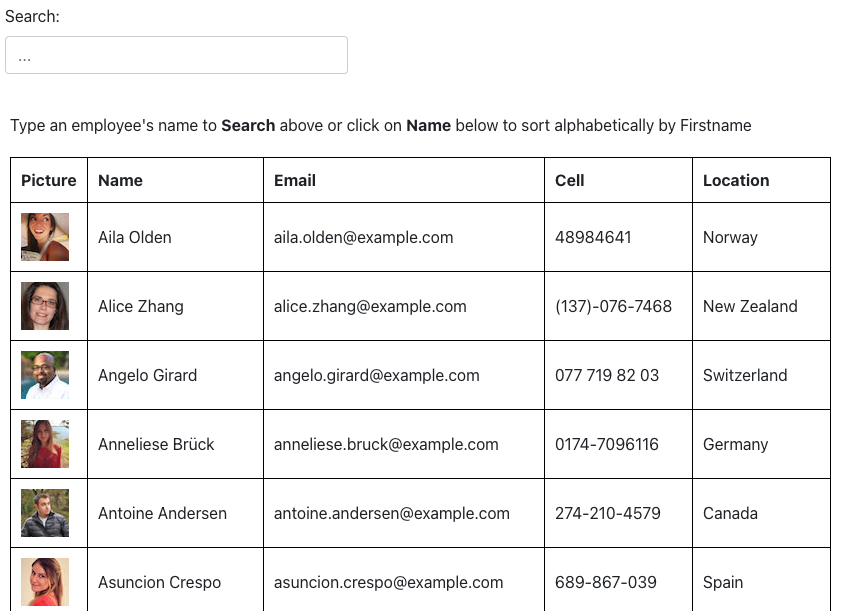 Search:
...
Type an employee's name to Search above or click on Name below to sort alphabetically by Firstname
Picture Name Email Cell Location
Aila Olden aila.olden@example.com 48984641 Norway
Alice Zhang alice.zhang@example.com (137)-076-7468 New Zealand
Angelo Girard angelo.girard@example.com 077 719 82 03 Switzerland
Anneliese Brück anneliese.bruck@example.com 0174-7096116 Germany
Antoine Andersen antoine.andersen@example.com 274-210-4579 Canada
Asuncion Crespo asuncion.crespo@example.com 689-867-039 Spain